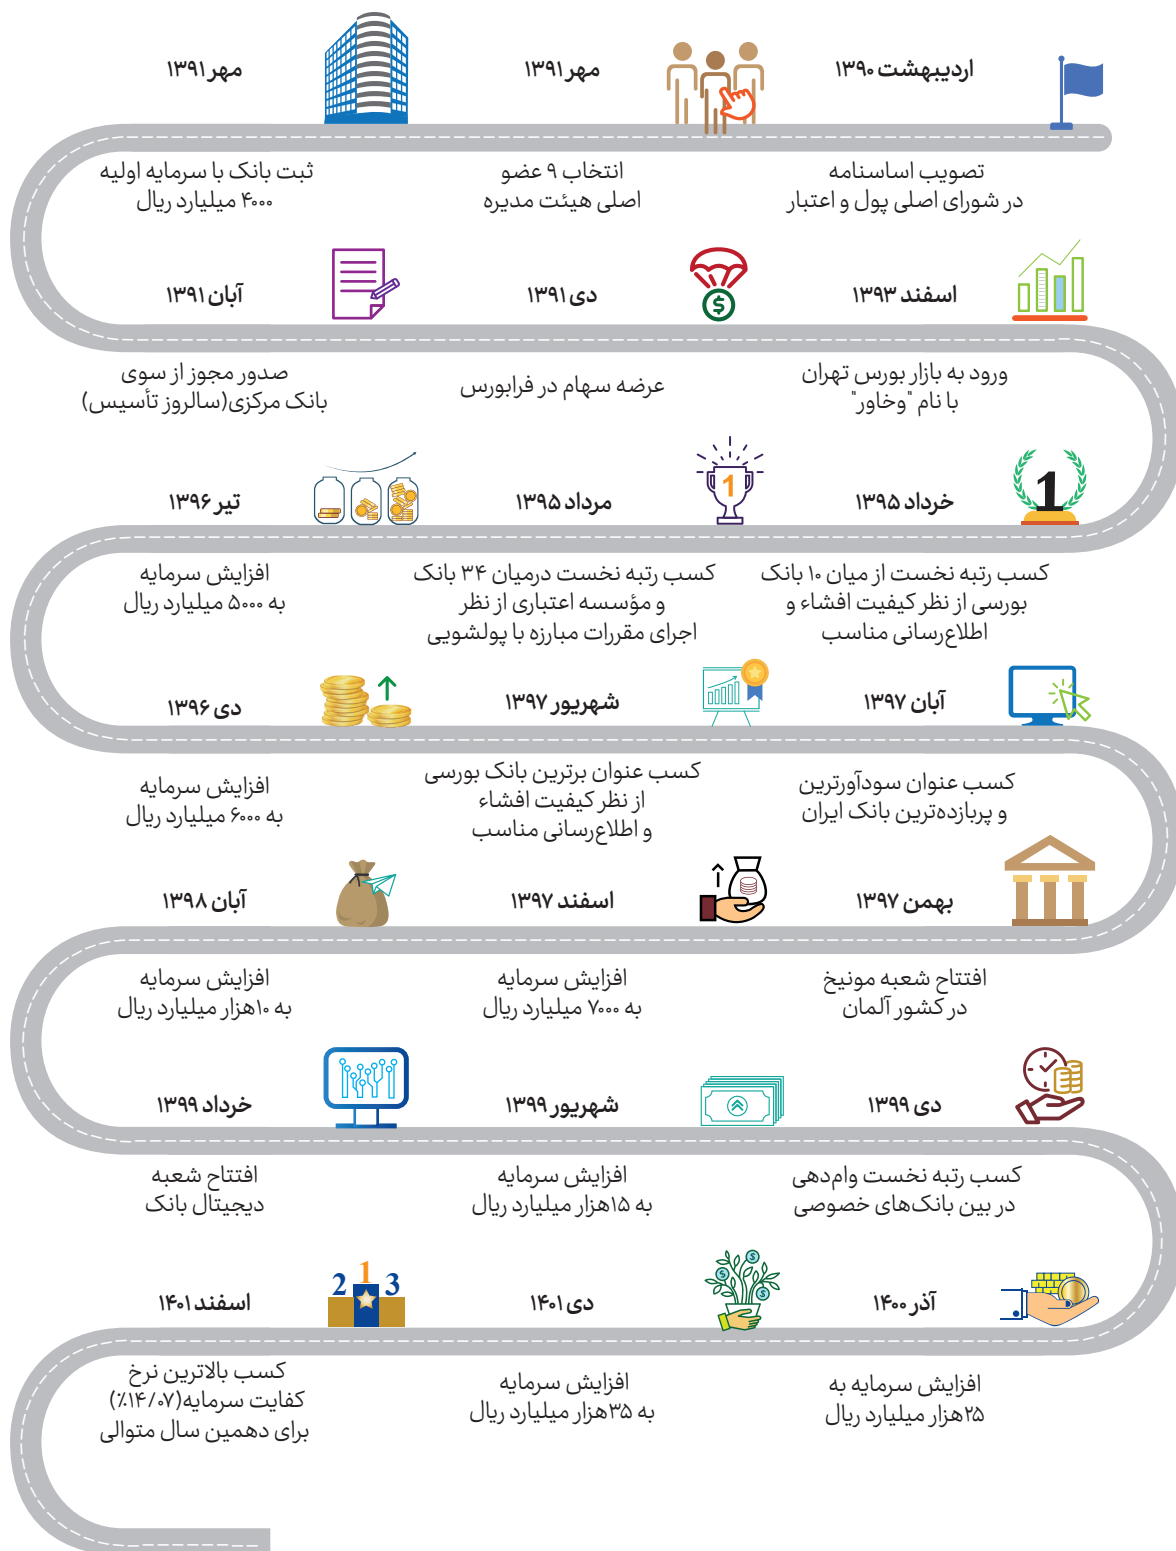 اردیبهشت ۱۳۹۰
تصویب اساسنامه
در شورای اصلی پول و اعتبار
مهر ۱۳۹۱
انتخاب ۹ عضو
اصلی هیئت مدیره
مهر ۱۳۹۱
ثبت بانک با سرمایه اولیه
۴۰۰۰ میلیارد ریال
آبان ۱۳۹۱
صدور مجوز از سوی
بانک مرکزی(سالروز تأسیس)
$
دی ۱۳۹۱
عرضه سهام در فرابورس
اسفند ۱۳۹۳
ورود به بازار بورس تهران
با نام "وخاور"
1
خرداد ۱۳۹۵
کسب رتبه نخست از میان ۱۰ بانک
بورسی از نظر کیفیت افشاء و
اطلاع‌رسانی مناسب
1
مرداد ۱۳۹۵
کسب رتبه نخست درمیان ۳۴ بانک
و مؤسسه اعتباری از نظر
اجرای مقررات مبارزه با پولشویی
تیر ۱۳۹۶
افزایش سرمایه
به ۵۰۰۰ میلیارد ریال
دی ۱۳۹۶
افزایش سرمایه
به ۶۰۰۰ میلیارد ریال
شهریور ۱۳۹۷
کسب عنوان برترین بانک بورسی
از نظر کیفیت افشاء
و اطلاع‌رسانی مناسب
آبان ۱۳۹۷
کسب عنوان سودآورترین
و پربازده‌ترین بانک ایران
بهمن ۱۳۹۷
افتتاح شعبه مونیخ
در کشور آلمان
اسفند ۱۳۹۷
افزایش سرمایه
به ۷۰۰۰ میلیارد ریال
آبان ۱۳۹۸
افزایش سرمایه
به ۱۰هزار میلیارد ریال
خرداد ۱۳۹۹
افتتاح شعبه
دیجیتال بانک
شهریور ۱۳۹۹
افزایش سرمایه
به ۱۵هزار میلیارد ریال
دی ۱۳۹۹
کسب رتبه نخست وام‌دهی
در بین بانک‌های خصوصی
آذر ۱۴۰۰
افزایش سرمایه به
۲۵هزار میلیارد ریال
$ $ $
دی ۱۴۰۱
افزایش سرمایه
به ۳۵هزار میلیارد ریال
2 1 3
اسفند ۱۴۰۱
کسب بالاترین نرخ
کفایت سرمایه(۱۴/۰۷٪)
برای دهمین سال متوالی